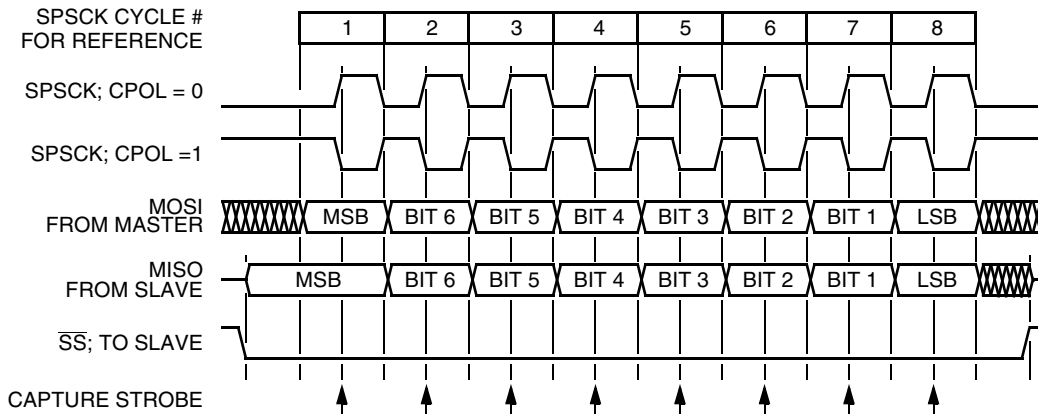 SPSCK CYCLE #
FOR REFERENCE
1 2 3 4 5 6 7 8
SPSCK; CPOL = 0
SPSCK; CPOL =1
MOSI
FROM MASTER
MSB BIT 6 BIT 5 BIT 4 BIT 3 BIT 2 BIT 1 LSB
MISO
FROM SLAVE
MSB BIT 6 BIT 5 BIT 4 BIT 3 BIT 2 BIT 1 LSB
SS; TO SLAVE
CAPTURE STROBE